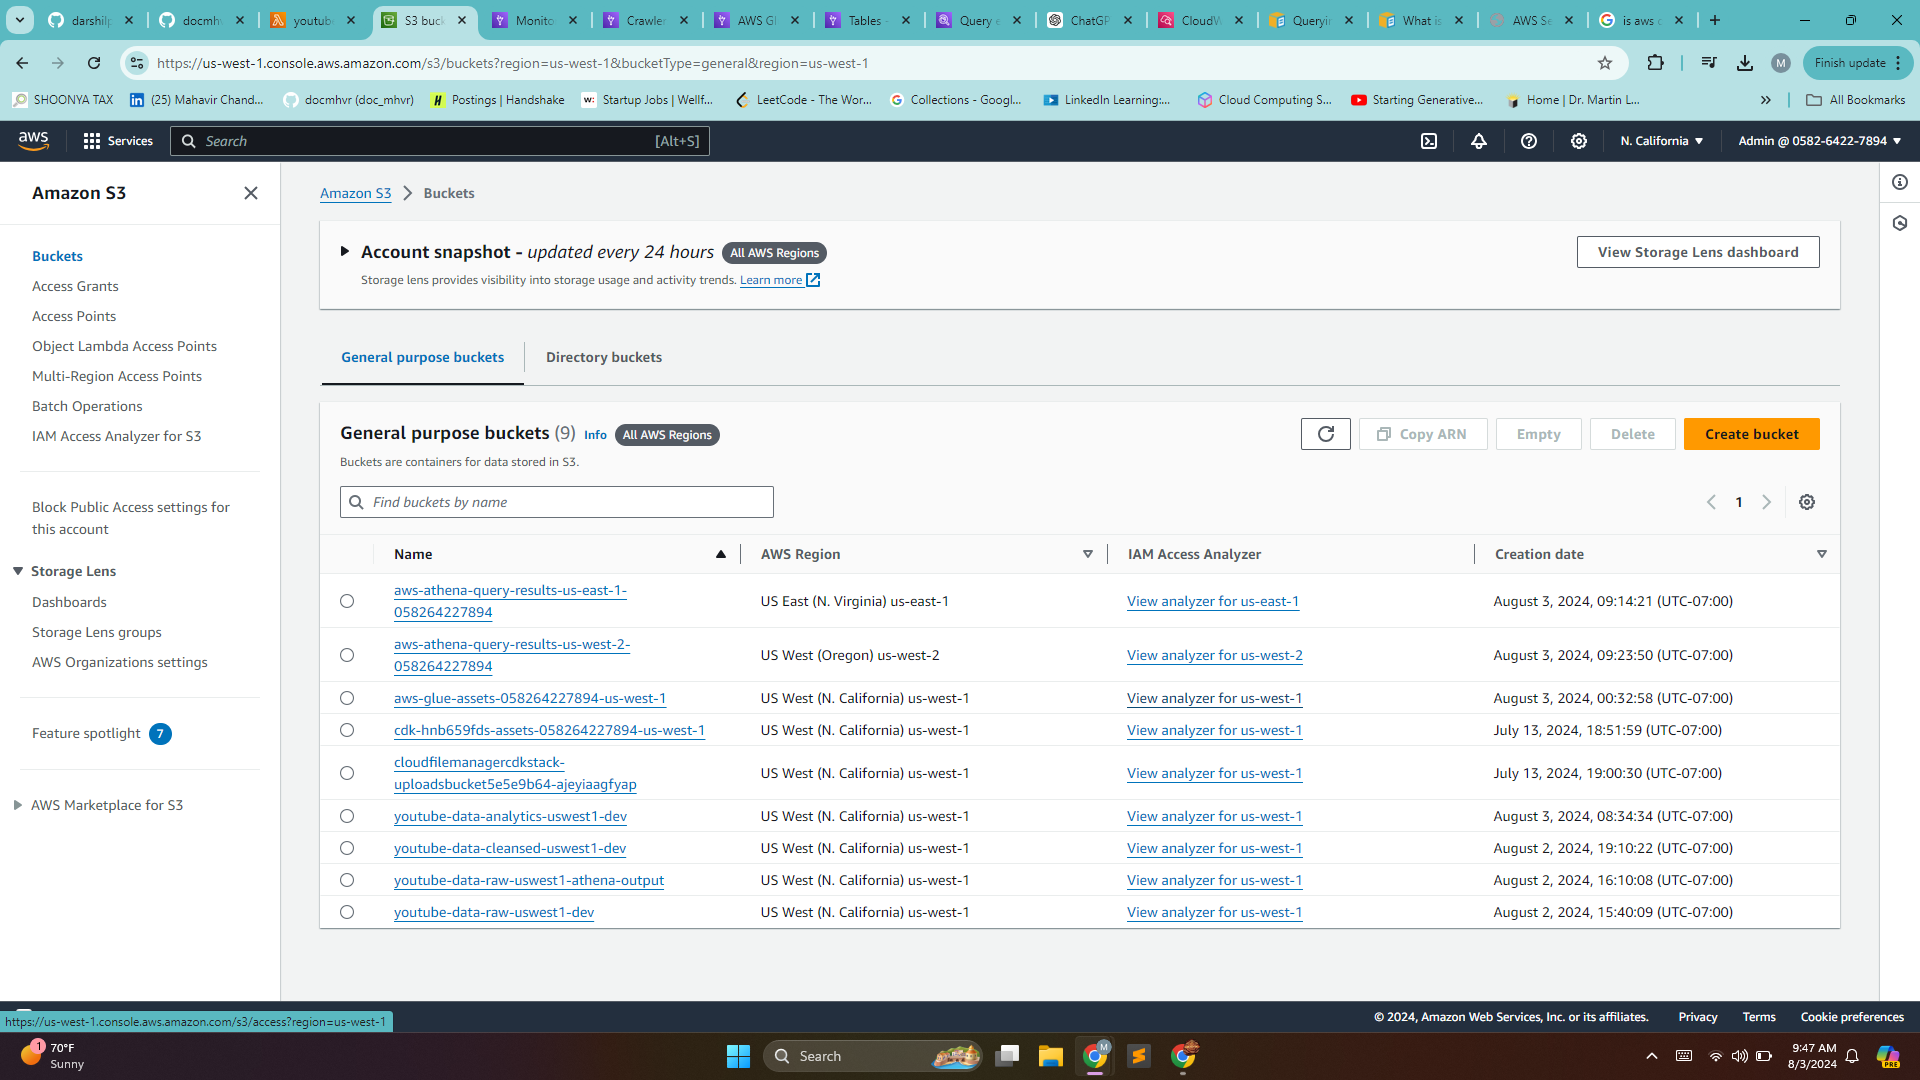 darshilp
docmh
youtube
S3 buck
Monito
Crawler
AWS Gl
Tables -
Query e
ChatGP
CloudW
Queryin
What is
AWS Se
is aws c
https://us-west-1.console.aws.amazon.com/s3/buckets?region=us-west-1&bucketType=general&region=us-west-1
M
Finish update
SHOONYA TAX
(25) Mahavir Chand...
docmhvr (doc_mhvr)
Postings | Handshake
Startup Jobs | Wellf...
LeetCode - The Wor...
Collections - Googl...
LinkedIn Learning:...
Cloud Computing S...
Starting Generative...
Home | Dr. Martin L...
All Bookmarks
aws
Services
Search
[Alt+S]
N. California
Admin @ 0582-6422-7894
Amazon S3
Buckets
Access Grants
Access Points
Object Lambda Access Points
Multi-Region Access Points
Batch Operations
IAM Access Analyzer for S3
Block Public Access settings for
this account
Storage Lens
Dashboards
Storage Lens groups
AWS Organizations settings
Feature spotlight 7
AWS Marketplace for S3
Amazon S3 > Buckets
Account snapshot - updated every 24 hours All AWS Regions
View Storage Lens dashboard
Storage lens provides visibility into storage usage and activity trends. Learn more
General purpose buckets
Directory buckets
General purpose buckets (9) Info All AWS Regions
Copy ARN
Empty
Delete
Create bucket
Buckets are containers for data stored in S3.
Find buckets by name
1
Name
AWS Region
IAM Access Analyzer
Creation date
aws-athena-query-results-us-east-1-
058264227894
US East (N. Virginia) us-east-1
View analyzer for us-east-1
August 3, 2024, 09:14:21 (UTC-07:00)
aws-athena-query-results-us-west-2-
058264227894
US West (Oregon) us-west-2
View analyzer for us-west-2
August 3, 2024, 09:23:50 (UTC-07:00)
aws-glue-assets-058264227894-us-west-1
US West (N. California) us-west-1
View analyzer for us-west-1
August 3, 2024, 00:32:58 (UTC-07:00)
cdk-hnb659fds-assets-058264227894-us-west-1
US West (N. California) us-west-1
View analyzer for us-west-1
July 13, 2024, 18:51:59 (UTC-07:00)
cloudfilemanagercdkstack-
uploadsbucket5e5e9b64-ajeyiaagfyap
US West (N. California) us-west-1
View analyzer for us-west-1
July 13, 2024, 19:00:30 (UTC-07:00)
youtube-data-analytics-uswest1-dev
US West (N. California) us-west-1
View analyzer for us-west-1
August 3, 2024, 08:34:34 (UTC-07:00)
youtube-data-cleansed-uswest1-dev
US West (N. California) us-west-1
View analyzer for us-west-1
August 2, 2024, 19:10:22 (UTC-07:00)
youtube-data-raw-uswest1-athena-output
US West (N. California) us-west-1
View analyzer for us-west-1
August 2, 2024, 16:10:08 (UTC-07:00)
youtube-data-raw-uswest1-dev
US West (N. California) us-west-1
View analyzer for us-west-1
August 2, 2024, 15:40:09 (UTC-07:00)
https://us-west-1.console.aws.amazon.com/s3/access?region=us-west-1
© 2024, Amazon Web Services, Inc. or its affiliates.
Privacy
Terms
Cookie preferences
1
70°F
Sunny
Search
M
9:47 AM
8/3/2024
PRE